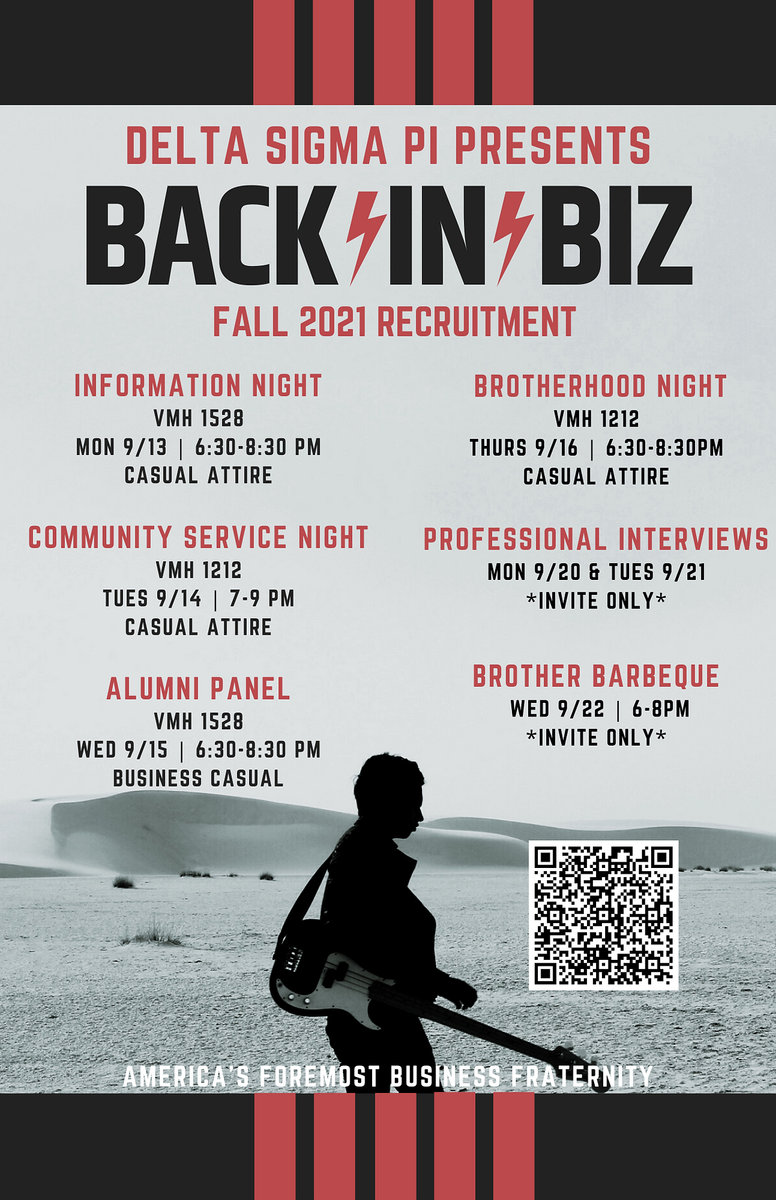 DELTA SIGMA PI PRESENTS
BACK IN BIZ
FALL 2021 RECRUITMENT
INFORMATION NIGHT
VMH 1528
MON 9/13 | 6:30-8:30 PM
CASUAL ATTIRE
COMMUNITY SERVICE NIGHT
VMH 1212
TUES 9/14 | 7-9 PM
CASUAL ATTIRE
ALUMNI PANEL
VMH 1528
WED 9/15 | 6:30-8:30 PM
BUSINESS CASUAL
BROTHERHOOD NIGHT
VMH 1212
THURS 9/16 | 6:30-8:30PM
CASUAL ATTIRE
PROFESSIONAL INTERVIEWS
MON 9/20 & TUES 9/21
*INVITE ONLY*
BROTHER BARBEQUE
WED 9/22 | 6-8PM
*INVITE ONLY*
AMERICA'S FOREMOST BUSINESS FRATERNITY